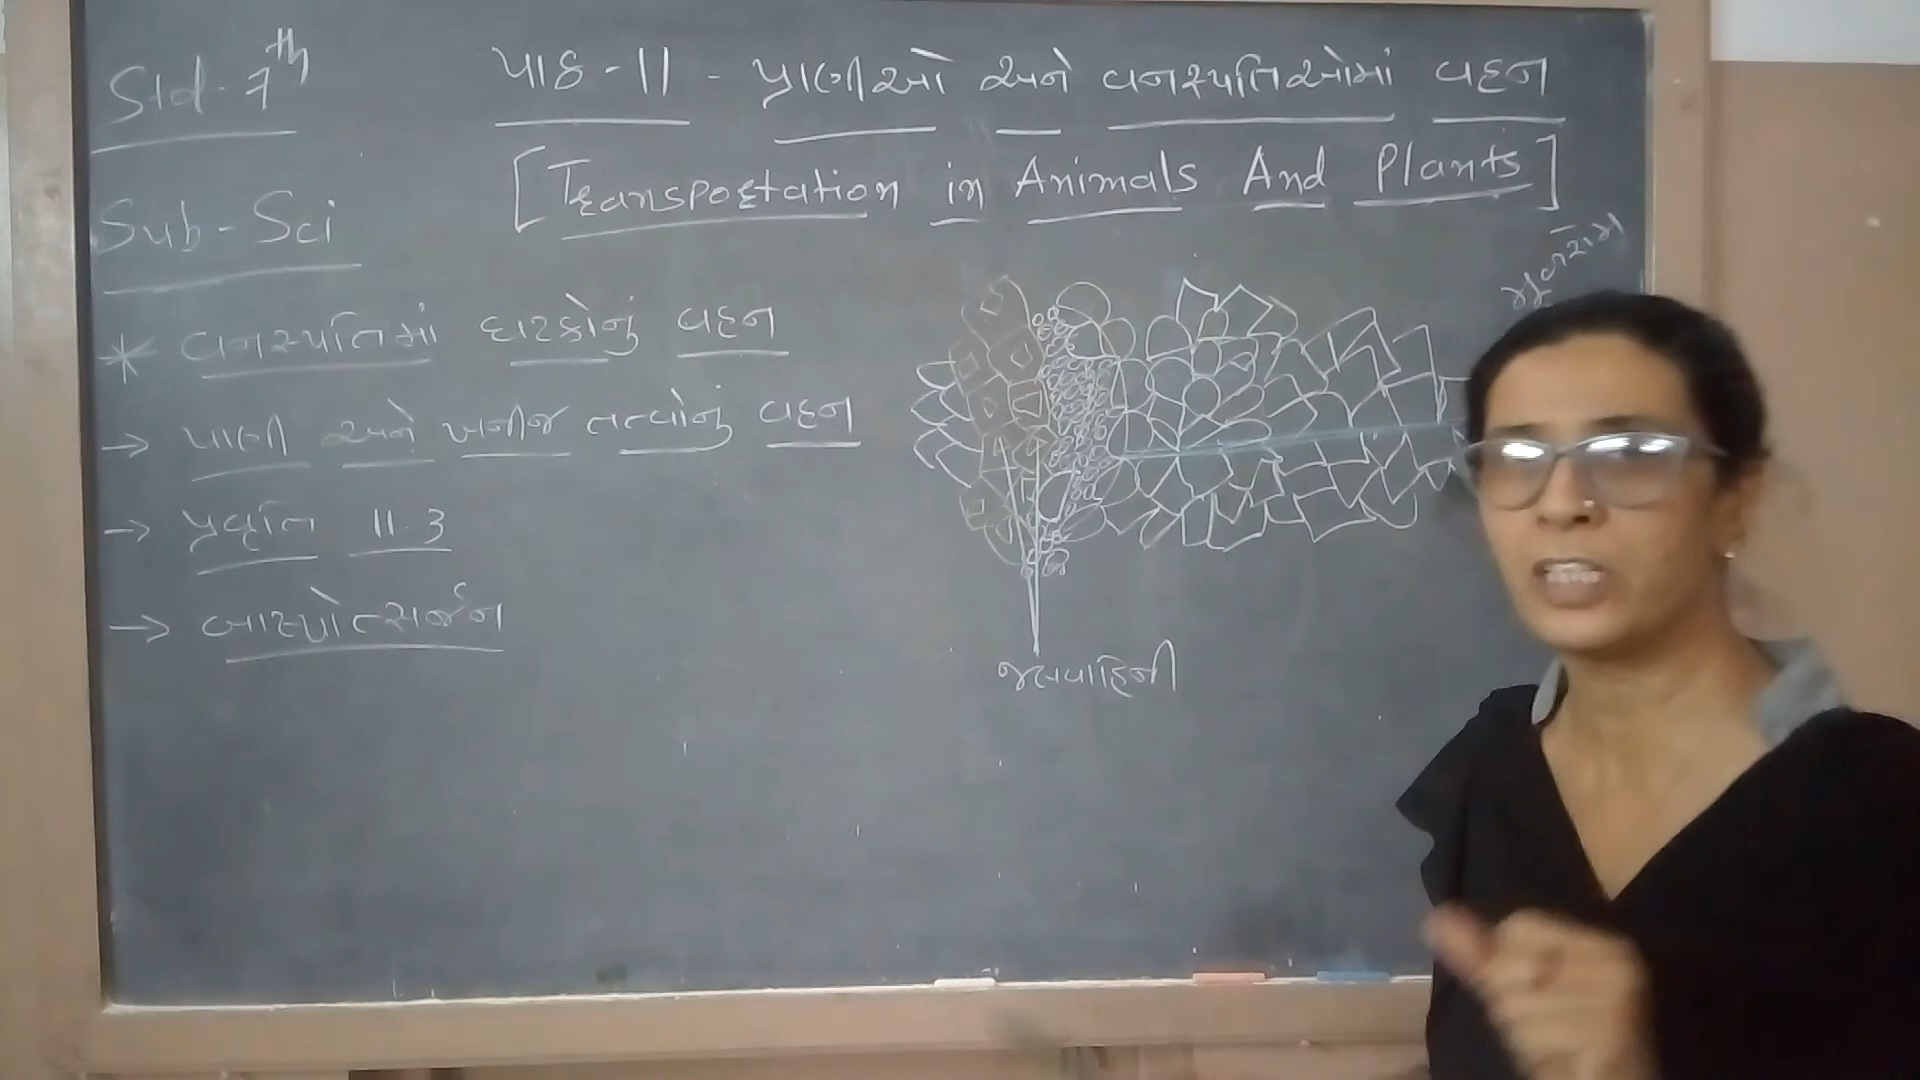 Std-7th
પાઠ-11 - પ્રાણીઓ અને વનસ્પતિઓમાં વહન
[Transportation in Animals And Plants]
Sub-Sci
* વનસ્પતિમાં ઘટકોનું વહન
→ પાણી અને ખનીજ તત્વોનું વહન
→ પ્રવૃતિ 11.3
→ બાષ્પોત્સર્જન
જલવાહિની